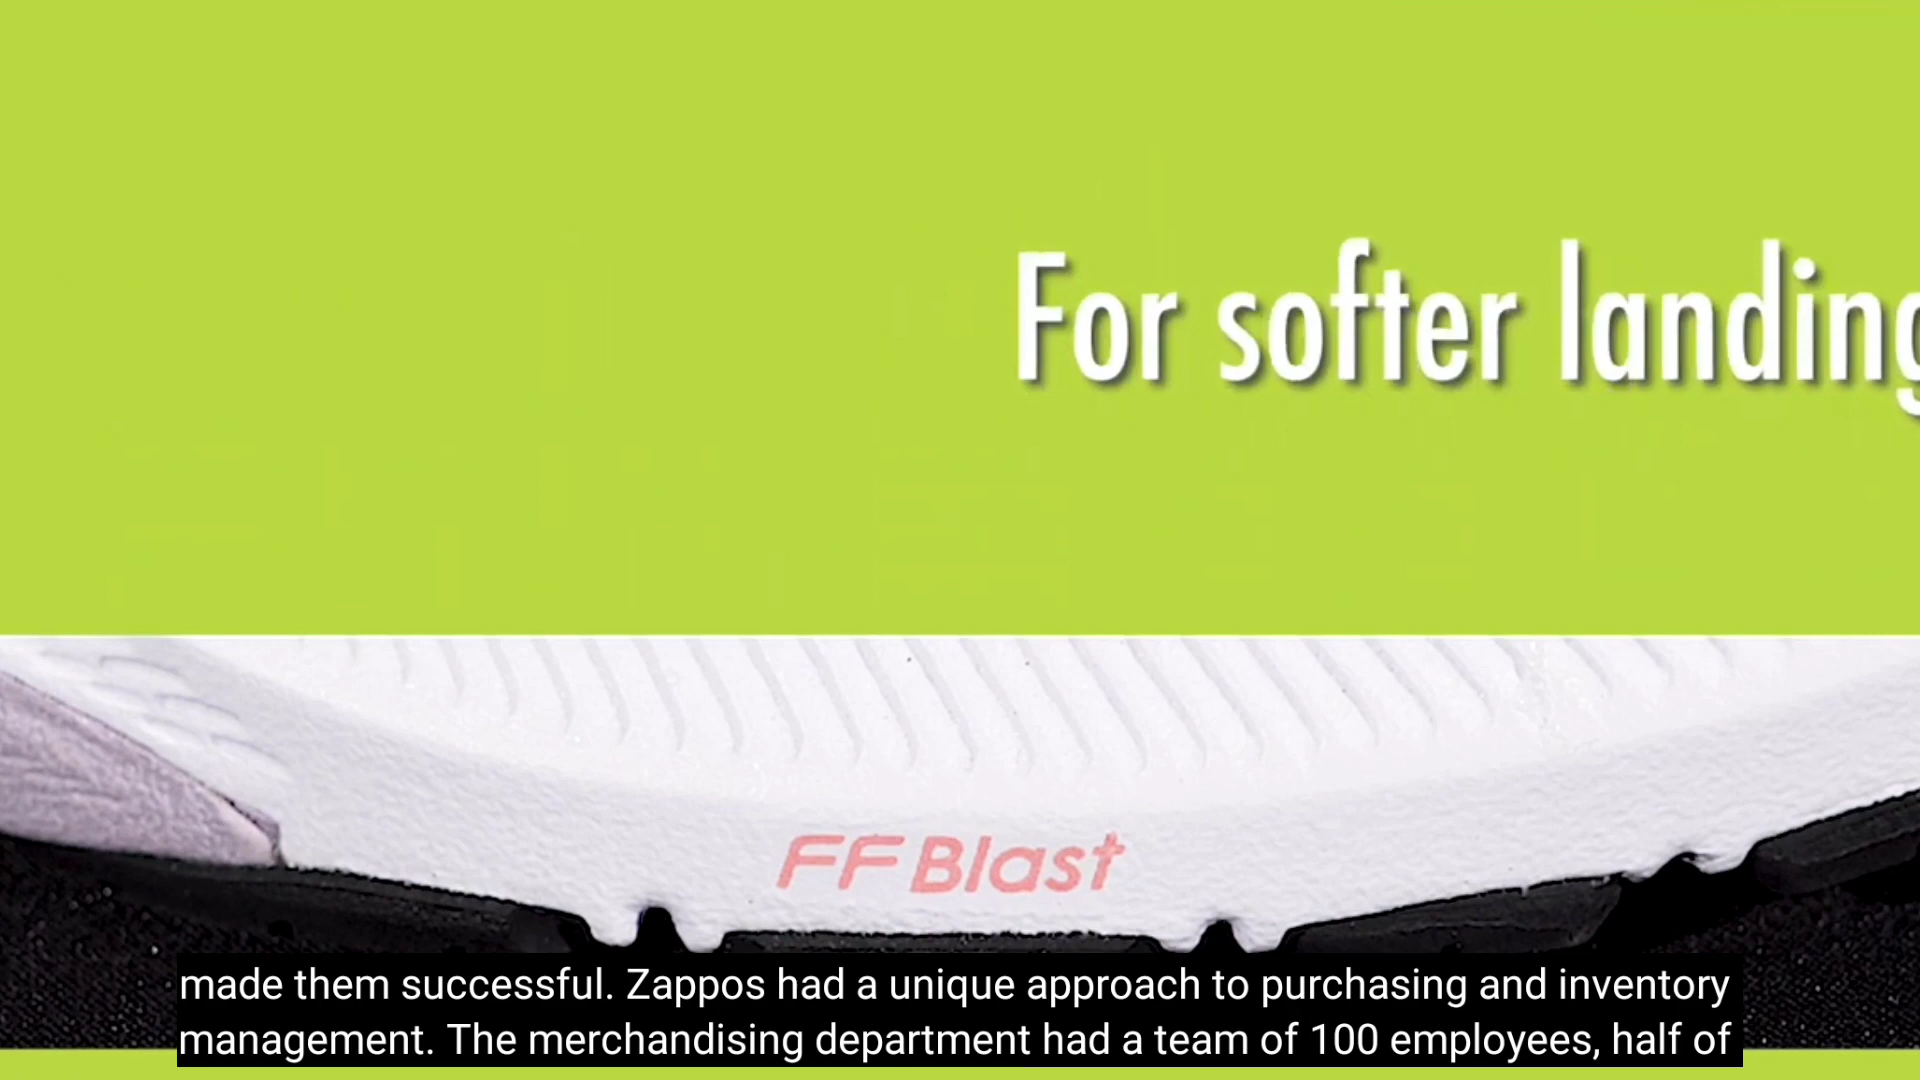 For softer landing
FF Blast
made them successful. Zappos had a unique approach to purchasing and inventory
management. The merchandising department had a team of 100 employees, half of